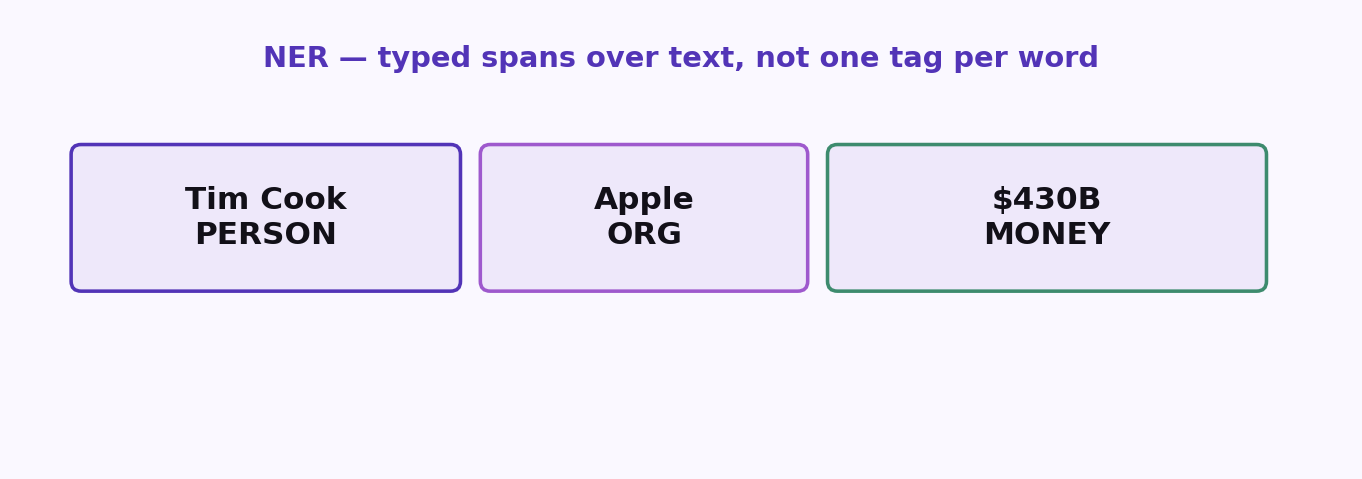 NER — typed spans over text, not one tag per word
Tim Cook
PERSON
Apple
ORG
$430B
MONEY